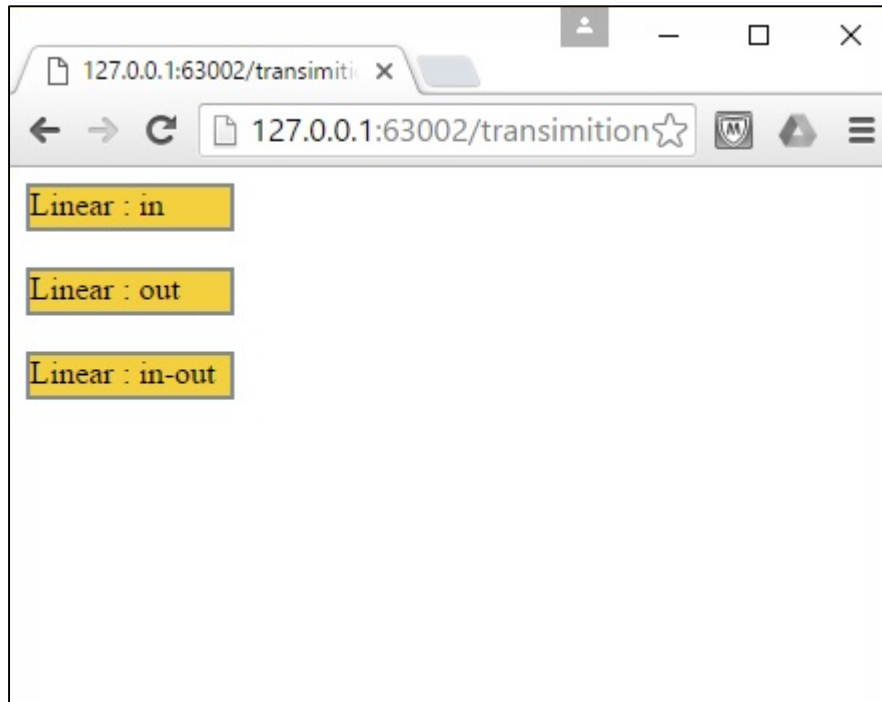 127.0.0.1:63002/transimiti
127.0.0.1:63002/transimition
Linear : in
Linear : out
Linear : in-out